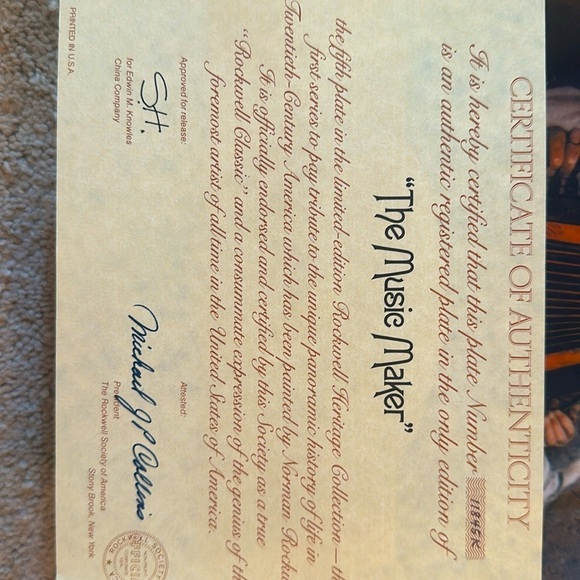 CERTIFICATE OF AUTHENTICITY
It is hereby certified that this plate Number
is an authentic registered plate in the only edition of
"The Music Maker"
the fifth plate in the limited-edition Rockwell Heritage Collection—the
first series to pay tribute to the unique panoramic history of life in
Twentieth-Century America which has been painted by Norman
It is officially endorsed and certified by this Society as a true
"Rockwell Classic" and a consummate expression of the genius of
foremost artist of all time in the United States of America.
Approved for release:
S.H.
for Edwin M. Knowles
China Company
Attested:
Michael J P Collins
President
The Rockwell Society of America
Stony Brook, New York
ROCKWELL SOCIETY
OFFICIAL
PRINTED IN U.S.A.